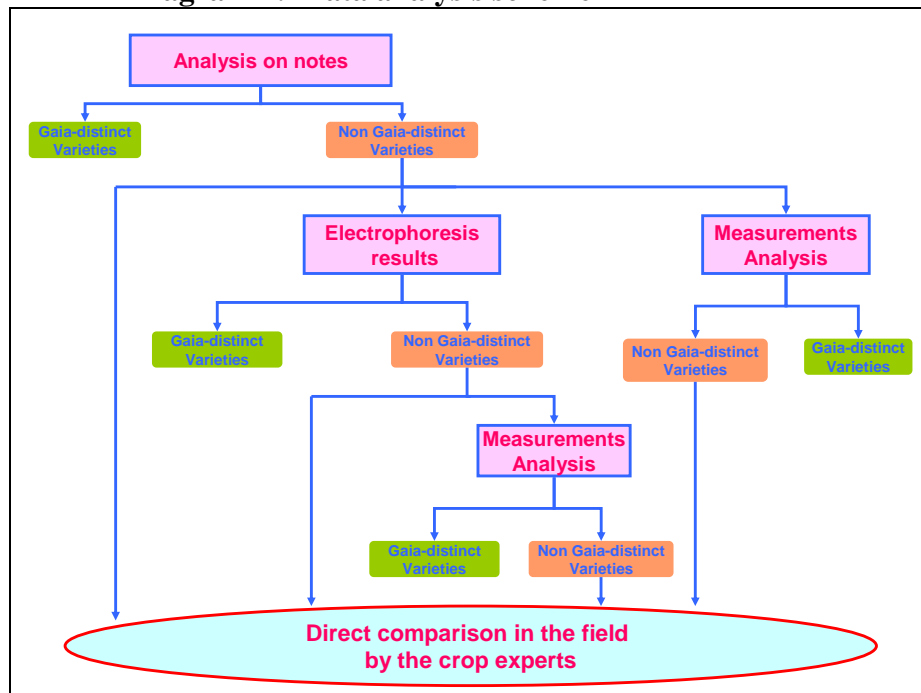 Analysis on notes
Gaia-distinct
Varieties
Non Gaia-distinct
Varieties
Electrophoresis
results
Measurements
Analysis
Gaia-distinct
Varieties
Non Gaia-distinct
Varieties
Non Gaia-distinct
Varieties
Gaia-distinct
Varieties
Measurements
Analysis
Gaia-distinct
Varieties
Non Gaia-distinct
Varieties
Direct comparison in the field
by the crop experts